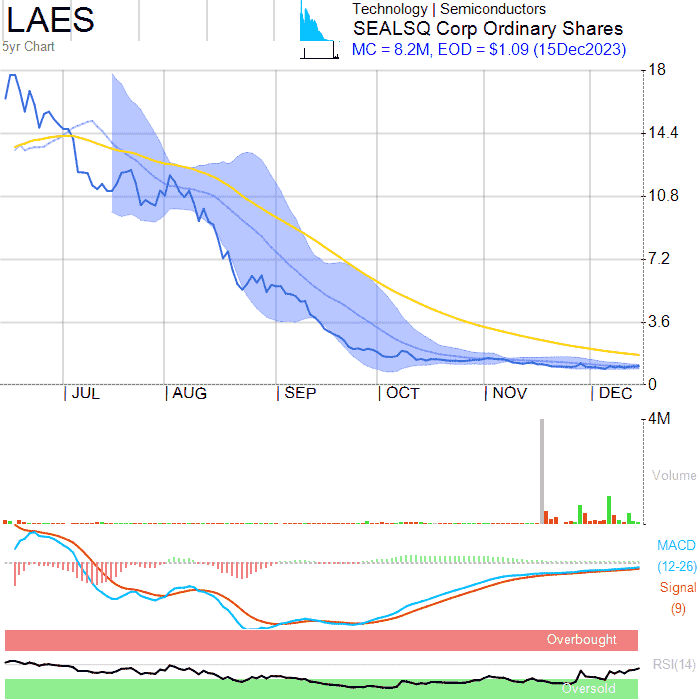 LAES
5yr Chart
Technology | Semiconductors
SEALSQ Corp Ordinary Shares
MC = 8.2M, EOD = $1.09 (15Dec2023)
18
14.4
10.8
7.2
3.6
0
JUL
AUG
SEP
OCT
NOV
DEC
4M
Volume
MACD
(12-26)
Signal
(9)
Overbought
RSI(14)
Oversold